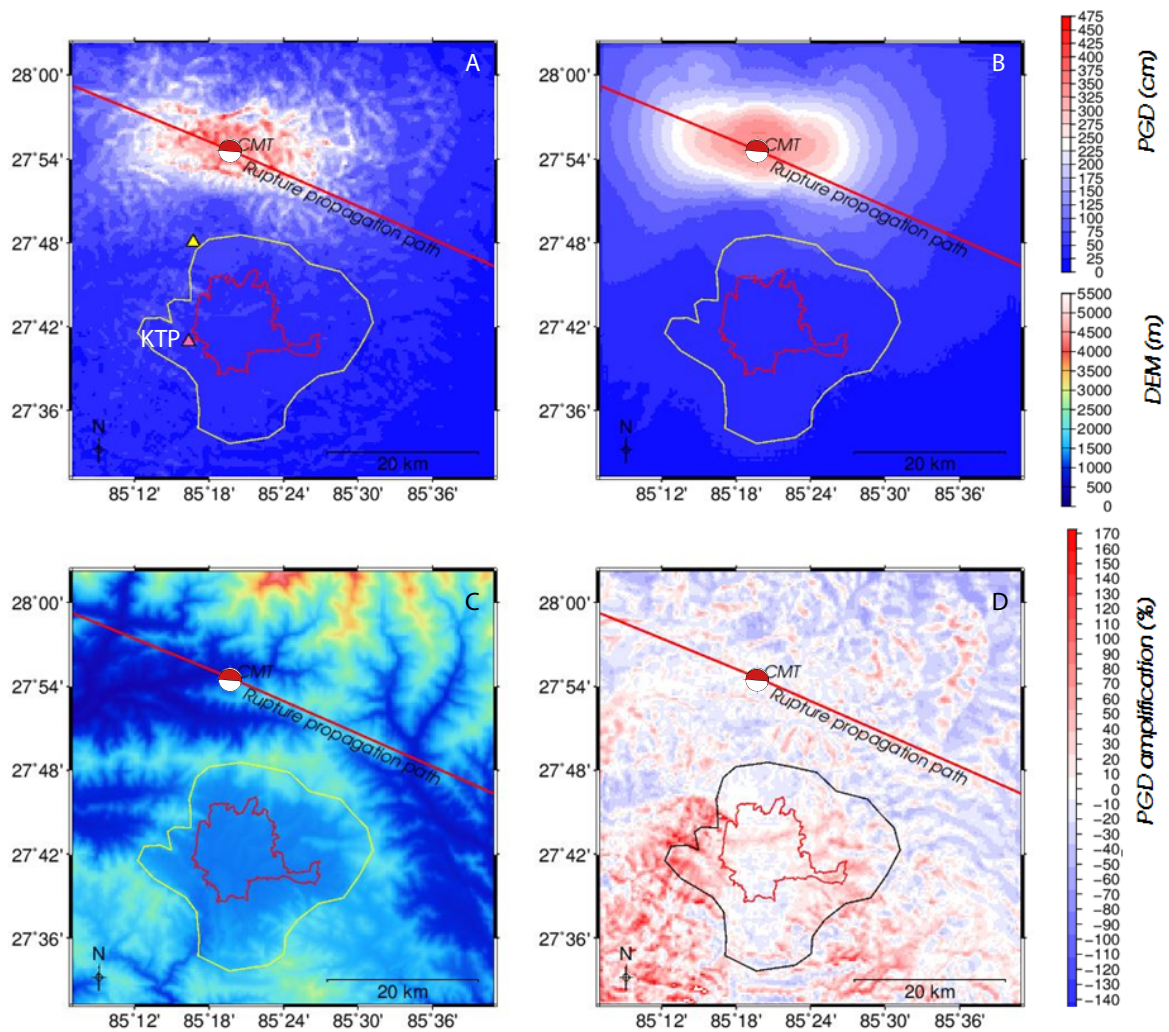 A
28°00'
27°54'
27°48'
27°42'
27°36'
CMT
Rupture propagation path
KTP
N
20 km
85°12' 85°18' 85°24' 85°30' 85°36'
B
CMT
Rupture propagation path
N
20 km
85°12' 85°18' 85°24' 85°30' 85°36'
475
450
425
400
375
350
325
300
275
250
225
200
175
150
125
100
75
50
25
0
PGD (cm)
5500
5000
4500
4000
3500
3000
2500
2000
1500
1000
500
0
DEM (m)
C
28°00'
27°54'
27°48'
27°42'
27°36'
CMT
Rupture propagation path
N
20 km
85°12' 85°18' 85°24' 85°30' 85°36'
D
CMT
Rupture propagation path
N
20 km
85°12' 85°18' 85°24' 85°30' 85°36'
170
160
150
140
130
120
110
100
90
80
70
60
50
40
30
20
10
0
−10
−20
−30
−40
−50
−60
−70
−80
−90
−100
−110
−120
−130
−140
PGD amplification (%)